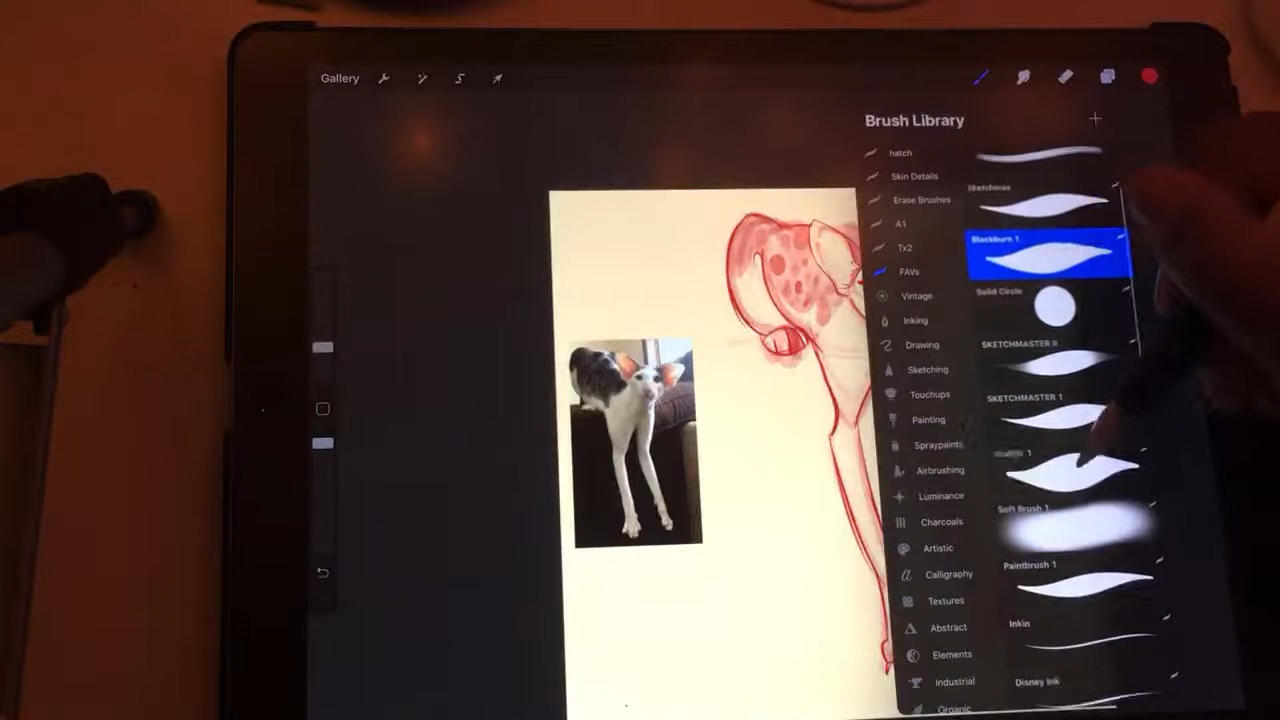 Gallery
Brush Library
hatch
Skin Details
Erase Brushes
A1
Tx2
FAVs
Vintage
Inking
Drawing
Sketching
Touchups
Painting
Spraypaints
Airbrushing
Luminance
Charcoals
Artistic
Calligraphy
Textures
Abstract
Elements
Industrial
Organic
Sketchmas
Blackburn 1
Solid Circle
SKETCHMASTER II
SKETCHMASTER 1
1
Soft Brush 1
Paintbrush 1
Inkin
Disney Ink